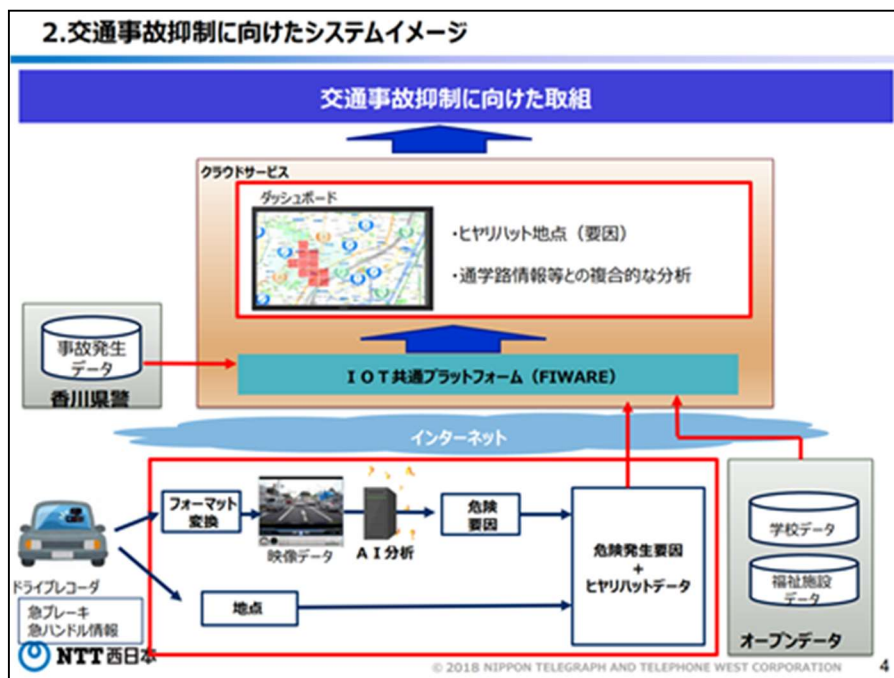 2.交通事故抑制に向けたシステムイメージ
交通事故抑制に向けた取組
クラウドサービス
ダッシュボード
・ヒヤリハット地点（要因）
・通学路情報等との複合的な分析
事故発生
データ
香川県警
ＩＯＴ共通プラットフォーム（FIWARE）
インターネット
フォーマット
変換
映像データ
ＡＩ分析
危険
要因
危険発生要因
+
ヒヤリハットデータ
地点
ドライブレコーダ
急ブレーキ
急ハンドル情報
学校データ
福祉施設
データ
オープンデータ
NTT西日本
© 2018 NIPPON TELEGRAPH AND TELEPHONE WEST CORPORATION
4